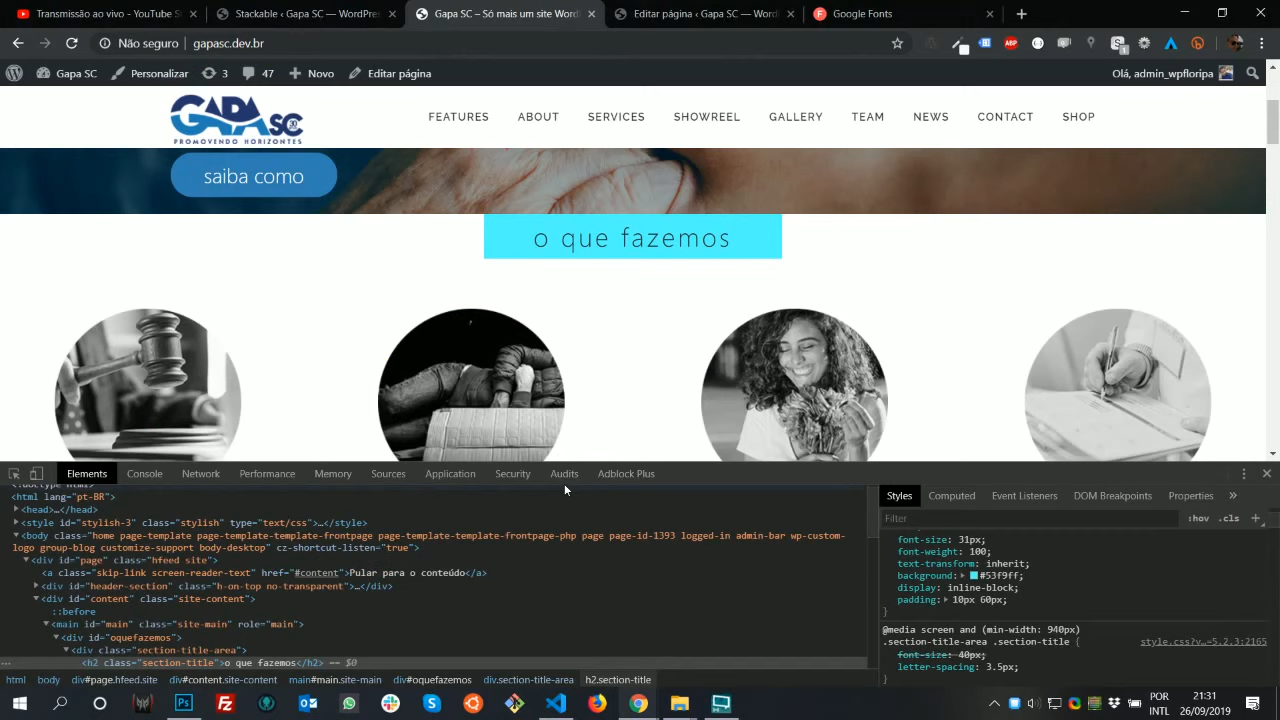 YouTube - Transmissão ao vivo S
Stackable ‹ Gapa SC — WordPre
Gapa SC – Só mais um site Word
Editar página ‹ Gapa SC — Word
Google Fonts
Não seguro | gapasc.dev.br
ABP
1
Gapa SC
Personalizar
3
47
Novo
Editar página
Olá, admin_wpfloripa
GAPA SC
PROMOVENDO HORIZONTES
FEATURES ABOUT SERVICES SHOWREEL GALLERY TEAM NEWS CONTACT SHOP
saiba como
o que fazemos
Elements Console Network Performance Memory Sources Application Security Audits Adblock Plus
<!doctype html>
<html lang="pt-BR">
<head>…</head>
<style id="stylish-3" class="stylish" type="text/css">…</style>
<body class="home page-template page-template-template-frontpage page-template-template-frontpage-php page page-id-1393 logged-in admin-bar wp-custom-
logo group-blog customize-support body-desktop" cz-shortcut-listen="true">
<div id="page" class="hfeed site">
<a class="skip-link screen-reader-text" href="#content">Pular para o conteúdo</a>
<div id="header-section" class="h-on-top no-transparent">…</div>
<div id="content" class="site-content">
::before
<main id="main" class="site-main" role="main">
<div id="oquefazemos">
<div class="section-title-area">
… <h2 class="section-title">o que fazemos</h2> == $0
html body div#page.hfeed.site div#content.site-content main#main.site-main div#oquefazemos div.section-title-area h2.section-title
Styles Computed Event Listeners DOM Breakpoints Properties »
Filter :hov .cls +
font-size: 31px;
font-weight: 100;
text-transform: inherit;
background: #53f9ff;
display: inline-block;
padding: 10px 60px;
}
@media screen and (min-width: 940px)
.section-title-area .section-title { style.css?v=…=5.2.3:2165
font-size: 40px;
letter-spacing: 3.5px;
}
POR
INTL
21:31
26/09/2019